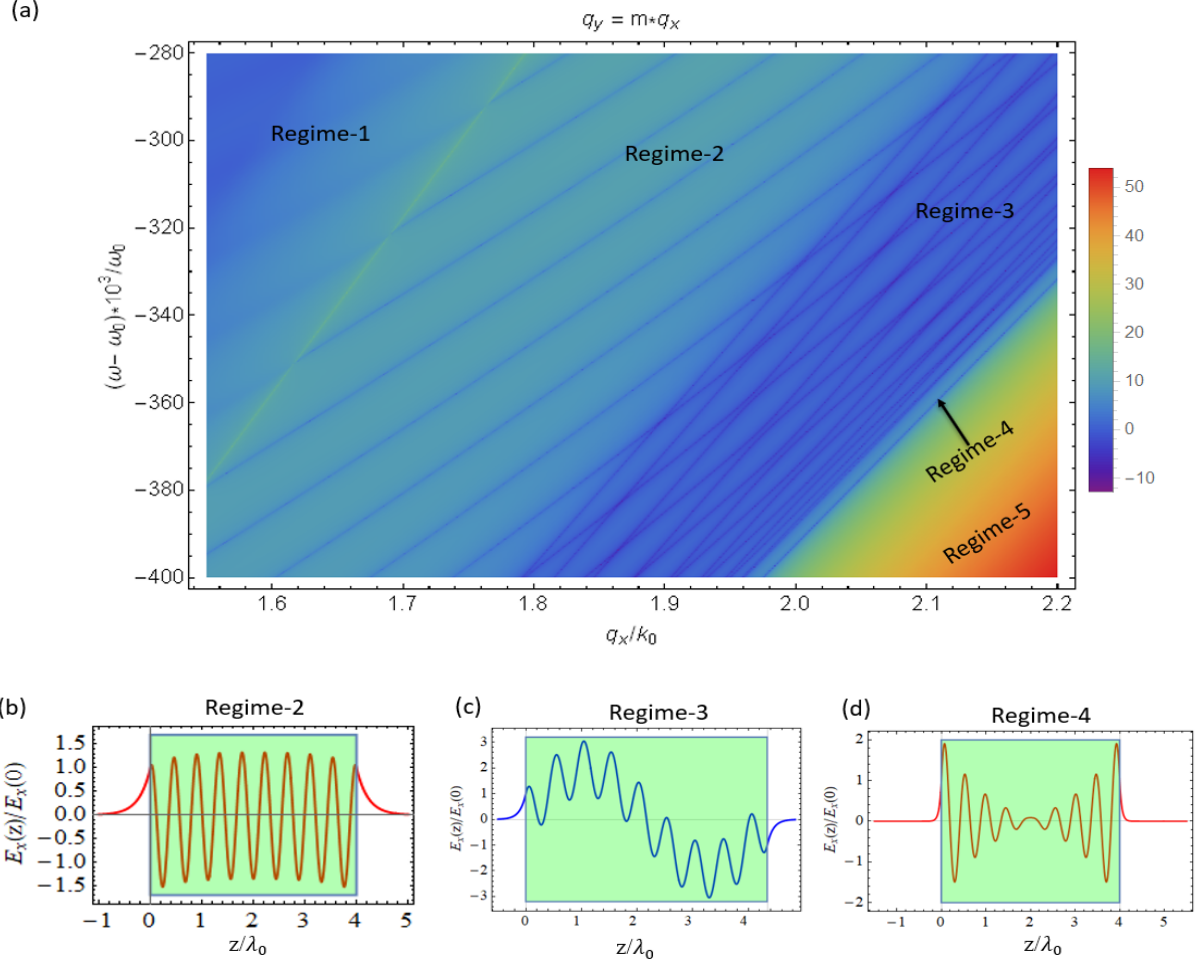 (a)
q_y = m*q_x
−280
−300
−320
−340
−360
−380
−400
(ω− ω_0)*10^3/ω_0
Regime-1
Regime-2
Regime-3
Regime-4
Regime-5
1.6 1.7 1.8 1.9 2.0 2.1 2.2
q_x/k_0
50
40
30
20
10
0
−10
(b)
Regime-2
1.5
1.0
0.5
0.0
−0.5
−1.0
−1.5
E_x(z)/E_x(0)
−1 0 1 2 3 4 5
z/λ_0
(c)
Regime-3
3
2
1
0
−1
−2
−3
E_x(z)/E_x(0)
0 1 2 3 4
z/λ_0
(d)
Regime-4
2
1
0
−1
−2
E_x(z)/E_x(0)
−1 0 1 2 3 4 5
z/λ_0